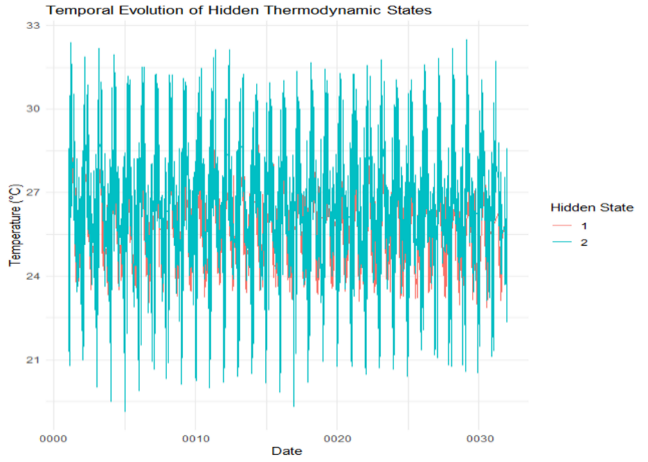 Temporal Evolution of Hidden Thermodynamic States
33
30
27
24
21
Temperature (°C)
0000 0010 0020 0030
Date
Hidden State
1
2